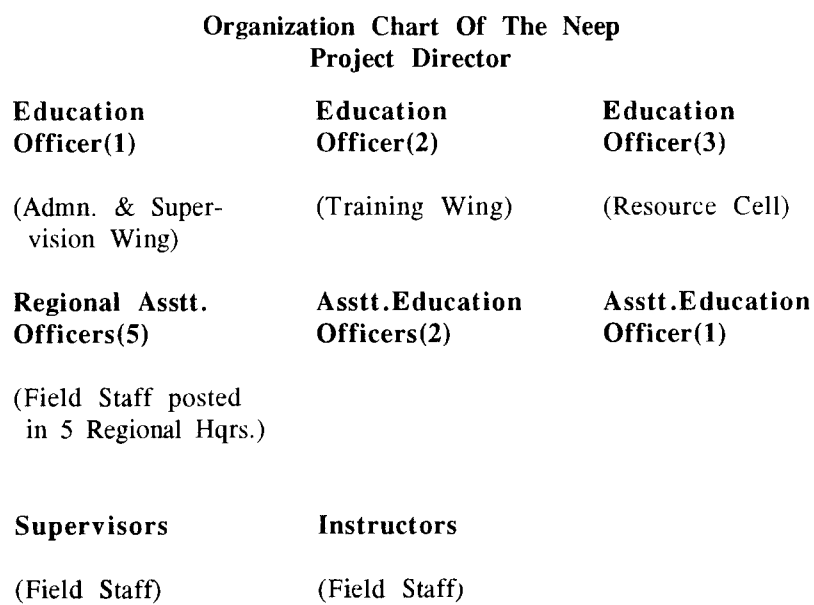 Organization Chart Of The Neep
Project Director
Education Education Education
Officer(1) Officer(2) Officer(3)
(Admn. & Super- (Training Wing) (Resource Cell)
vision Wing)
Regional Asstt. Asstt.Education Asstt.Education
Officers(5) Officers(2) Officer(1)
(Field Staff posted
in 5 Regional Hqrs.)
Supervisors Instructors
(Field Staff) (Field Staff)